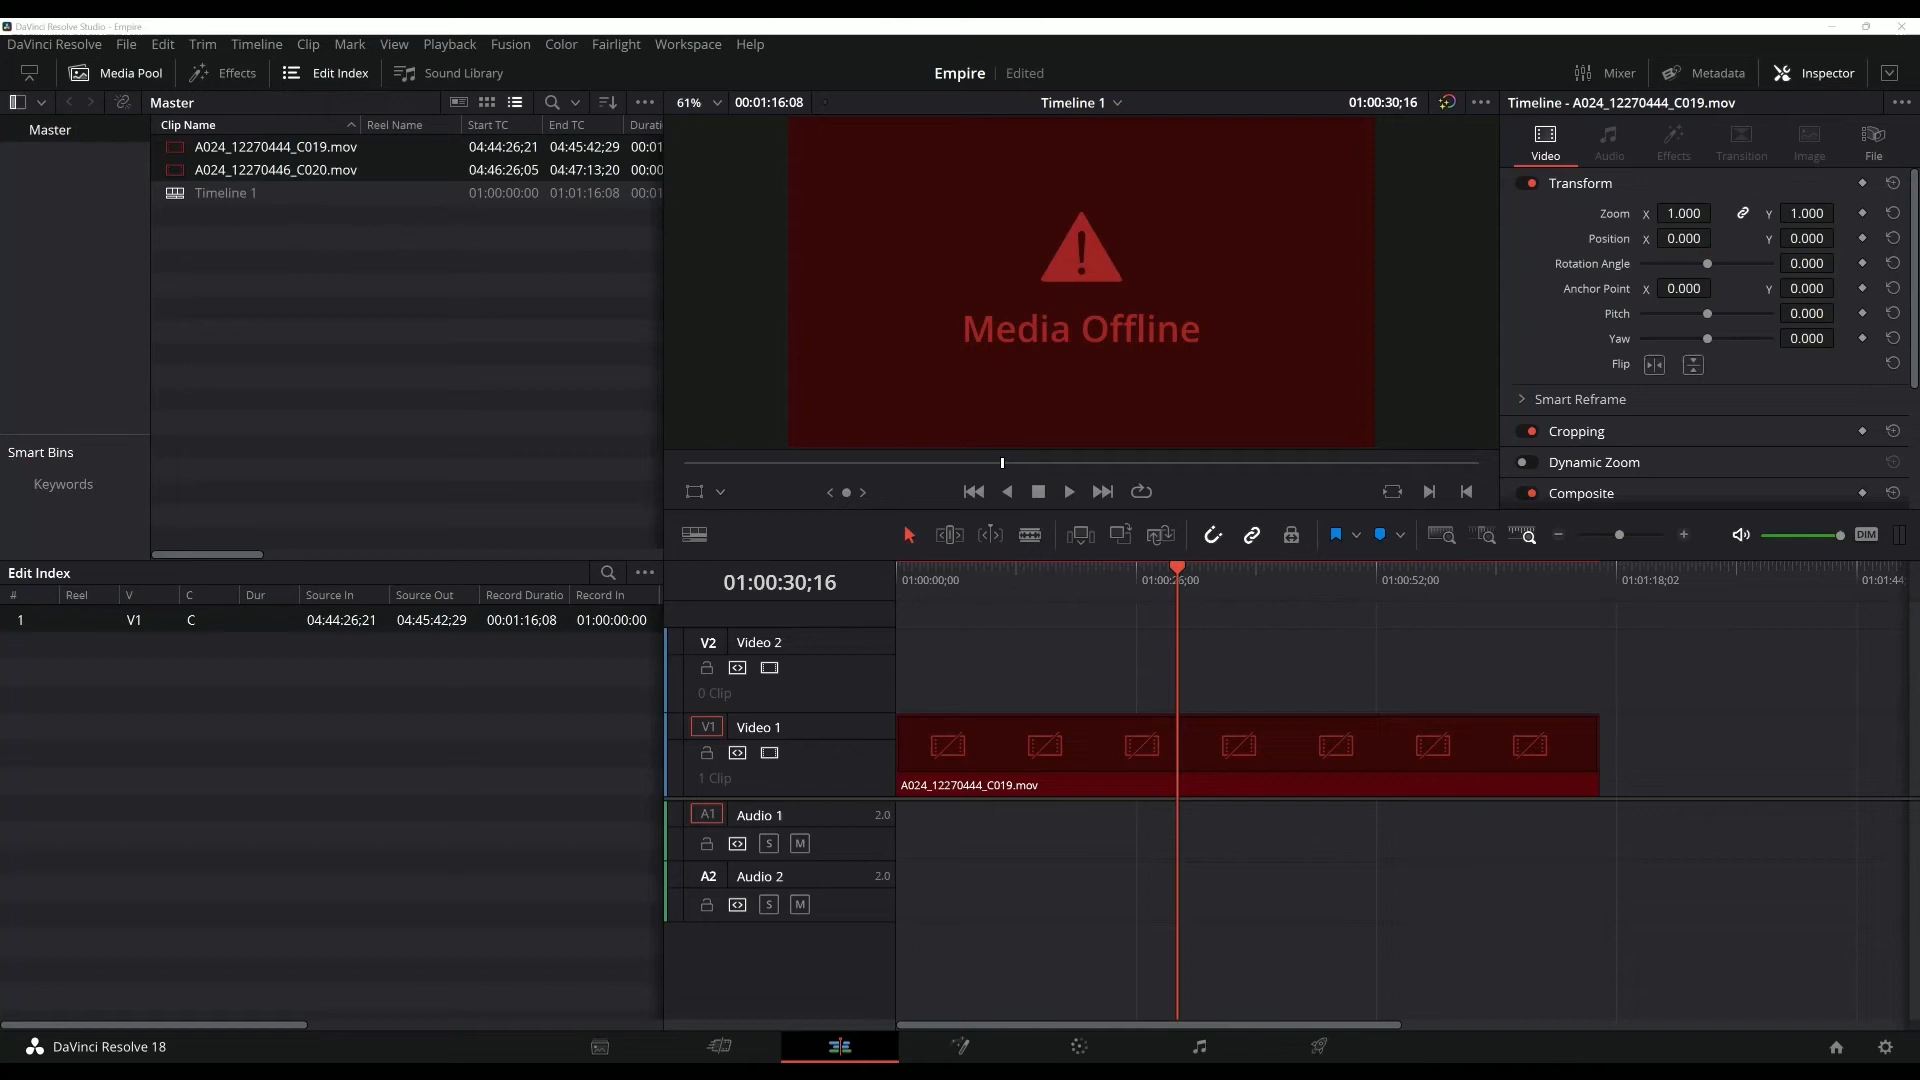 DaVinci Resolve Studio - Empire
DaVinci Resolve File Edit Trim Timeline Clip Mark View Playback Fusion Color Fairlight Workspace Help
Media Pool Effects Edit Index Sound Library Empire Edited Mixer Metadata Inspector
Master 61% 00:01:16:08 Timeline 1 01:00:30;16 Timeline - A024_12270444_C019.mov
Master
Clip Name Reel Name Start TC End TC Durati
A024_12270444_C019.mov 04:44:26;21 04:45:42;29 00:01
A024_12270446_C020.mov 04:46:26;05 04:47:13;20 00:00
Timeline 1 01:00:00:00 01:01:16:08 00:01
Smart Bins
Keywords
Media Offline
Video Audio Effects Transition Image File
Transform
Zoom X 1.000 Y 1.000
Position X 0.000 Y 0.000
Rotation Angle 0.000
Anchor Point X 0.000 Y 0.000
Pitch 0.000
Yaw 0.000
Flip
Smart Reframe
Cropping
Dynamic Zoom
Composite
DIM
Edit Index
# Reel V C Dur Source In Source Out Record Duratio Record In
1 V1 C 04:44:26;21 04:45:42;29 00:01:16;08 01:00:00:00
01:00:30;16
01:00:00;00 01:00:26;00 01:00:52;00 01:01:18;02 01:01:44
V2 Video 2
0 Clip
V1 Video 1
1 Clip
A024_12270444_C019.mov
A1 Audio 1 2.0
S M
A2 Audio 2 2.0
S M
DaVinci Resolve 18